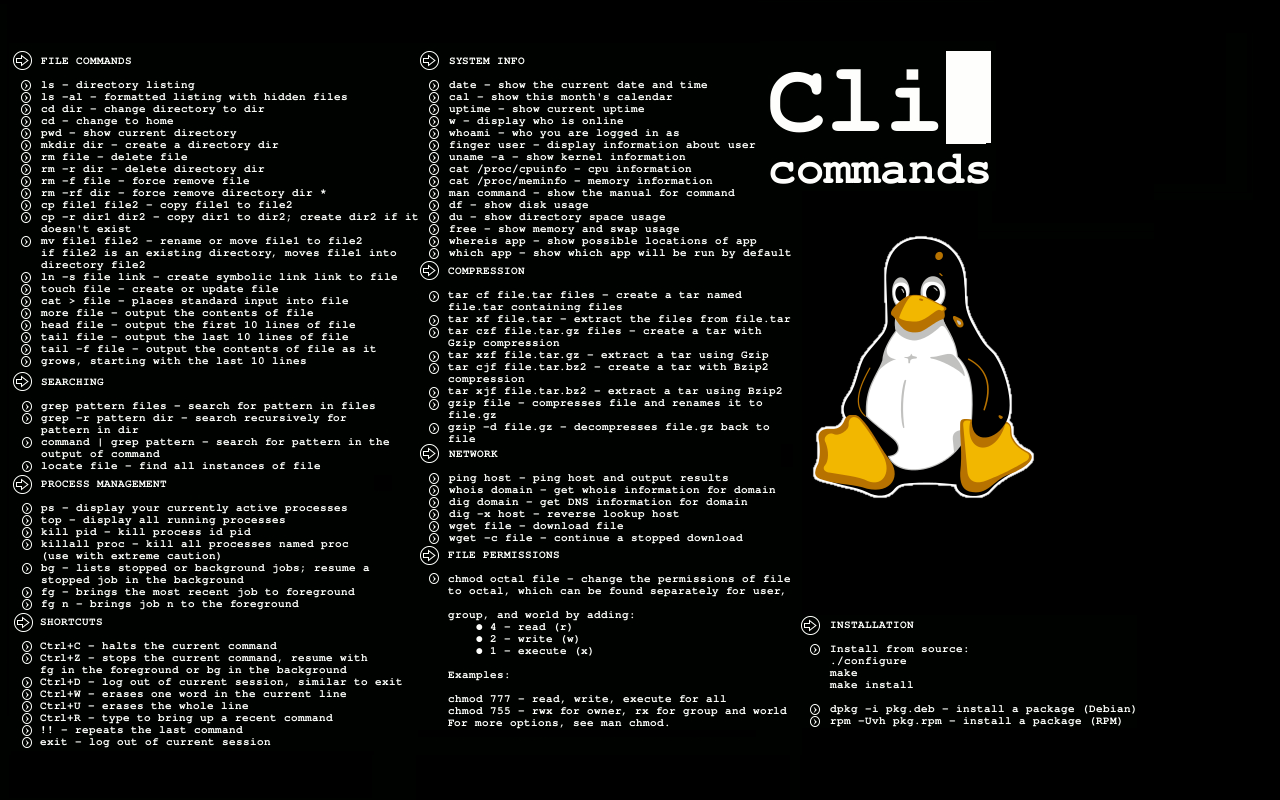 FILE COMMANDS
ls - directory listing
ls -al - formatted listing with hidden files
cd dir - change directory to dir
cd - change to home
pwd - show current directory
mkdir dir - create a directory dir
rm file - delete file
rm -r dir - delete directory dir
rm -f file - force remove file
rm -rf dir - force remove directory dir *
cp file1 file2 - copy file1 to file2
cp -r dir1 dir2 - copy dir1 to dir2; create dir2 if it
doesn't exist
mv file1 file2 - rename or move file1 to file2
if file2 is an existing directory, moves file1 into
directory file2
ln -s file link - create symbolic link link to file
touch file - create or update file
cat > file - places standard input into file
more file - output the contents of file
head file - output the first 10 lines of file
tail file - output the last 10 lines of file
tail -f file - output the contents of file as it
grows, starting with the last 10 lines
SEARCHING
grep pattern files - search for pattern in files
grep -r pattern dir - search recursively for
pattern in dir
command | grep pattern - search for pattern in the
output of command
locate file - find all instances of file
PROCESS MANAGEMENT
ps - display your currently active processes
top - display all running processes
kill pid - kill process id pid
killall proc - kill all processes named proc
(use with extreme caution)
bg - lists stopped or background jobs; resume a
stopped job in the background
fg - brings the most recent job to foreground
fg n - brings job n to the foreground
SHORTCUTS
Ctrl+C - halts the current command
Ctrl+Z - stops the current command, resume with
fg in the foreground or bg in the background
Ctrl+D - log out of current session, similar to exit
Ctrl+W - erases one word in the current line
Ctrl+U - erases the whole line
Ctrl+R - type to bring up a recent command
!! - repeats the last command
exit - log out of current session
SYSTEM INFO
date - show the current date and time
cal - show this month's calendar
uptime - show current uptime
w - display who is online
whoami - who you are logged in as
finger user - display information about user
uname -a - show kernel information
cat /proc/cpuinfo - cpu information
cat /proc/meminfo - memory information
man command - show the manual for command
df - show disk usage
du - show directory space usage
free - show memory and swap usage
whereis app - show possible locations of app
which app - show which app will be run by default
COMPRESSION
tar cf file.tar files - create a tar named
file.tar containing files
tar xf file.tar - extract the files from file.tar
tar czf file.tar.gz files - create a tar with
Gzip compression
tar xzf file.tar.gz - extract a tar using Gzip
tar cjf file.tar.bz2 - create a tar with Bzip2
compression
tar xjf file.tar.bz2 - extract a tar using Bzip2
gzip file - compresses file and renames it to
file.gz
gzip -d file.gz - decompresses file.gz back to
file
NETWORK
ping host - ping host and output results
whois domain - get whois information for domain
dig domain - get DNS information for domain
dig -x host - reverse lookup host
wget file - download file
wget -c file - continue a stopped download
FILE PERMISSIONS
chmod octal file - change the permissions of file
to octal, which can be found separately for user,
group, and world by adding:
● 4 - read (r)
● 2 - write (w)
● 1 - execute (x)
Examples:
chmod 777 - read, write, execute for all
chmod 755 - rwx for owner, rx for group and world
For more options, see man chmod.
Cli
commands
INSTALLATION
Install from source:
./configure
make
make install
dpkg -i pkg.deb - install a package (Debian)
rpm -Uvh pkg.rpm - install a package (RPM)